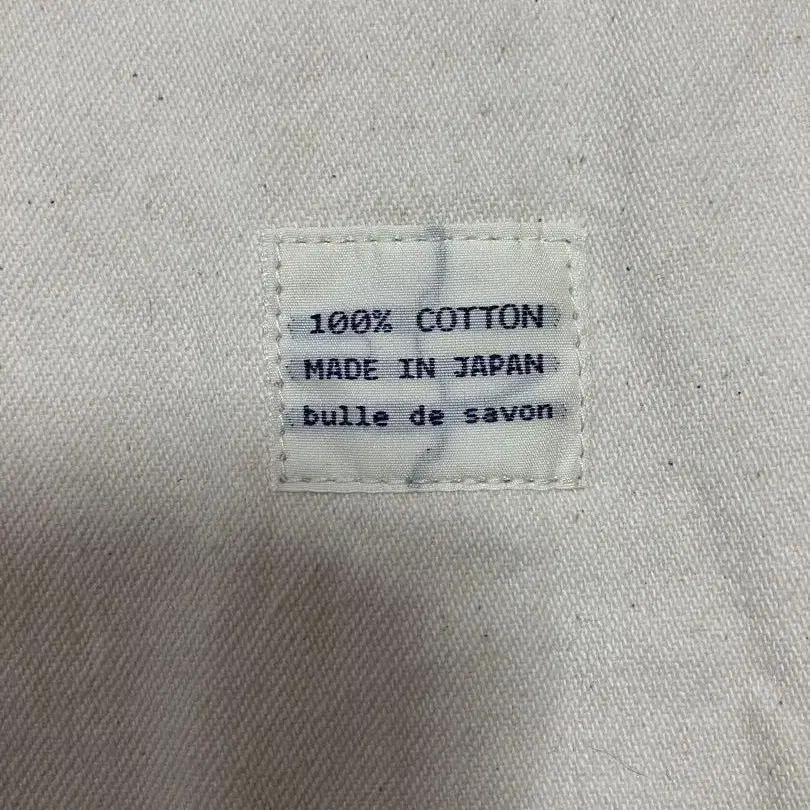 100% COTTON
MADE IN JAPAN
bulle de savon